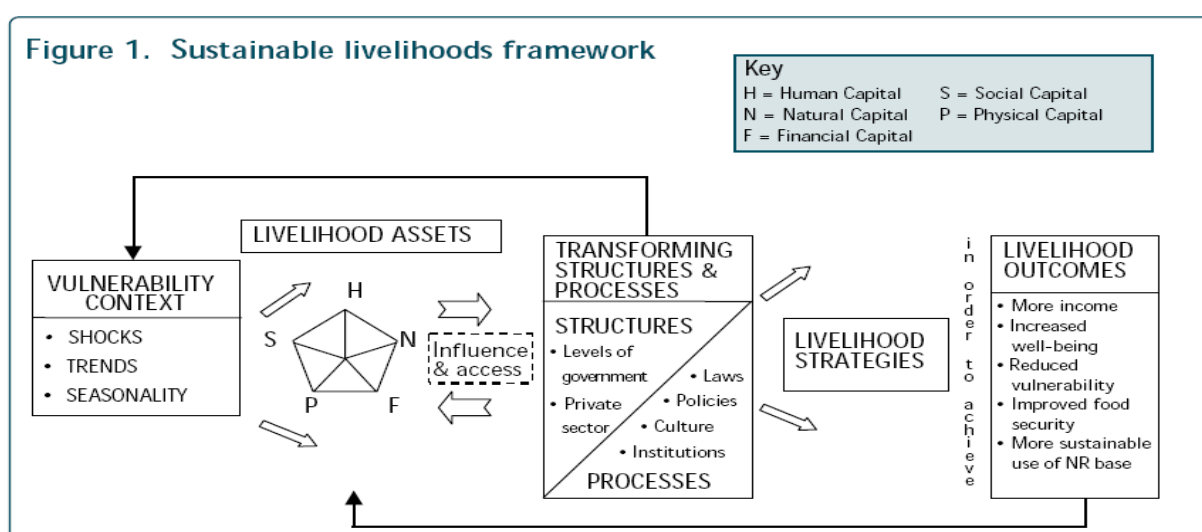 Figure 1. Sustainable livelihoods framework
Key
H = Human Capital S = Social Capital
N = Natural Capital P = Physical Capital
F = Financial Capital
VULNERABILITY
CONTEXT
• SHOCKS
• TRENDS
• SEASONALITY
LIVELIHOOD ASSETS
H
S
N
P
F
Influence
& access
TRANSFORMING
STRUCTURES &
PROCESSES
STRUCTURES
• Levels of
government
• Private
sector
• Laws
• Policies
• Culture
• Institutions
PROCESSES
LIVELIHOOD
STRATEGIES
in order to achieve
LIVELIHOOD
OUTCOMES
• More income
• Increased
well-being
• Reduced
vulnerability
• Improved food
security
• More sustainable
use of NR base